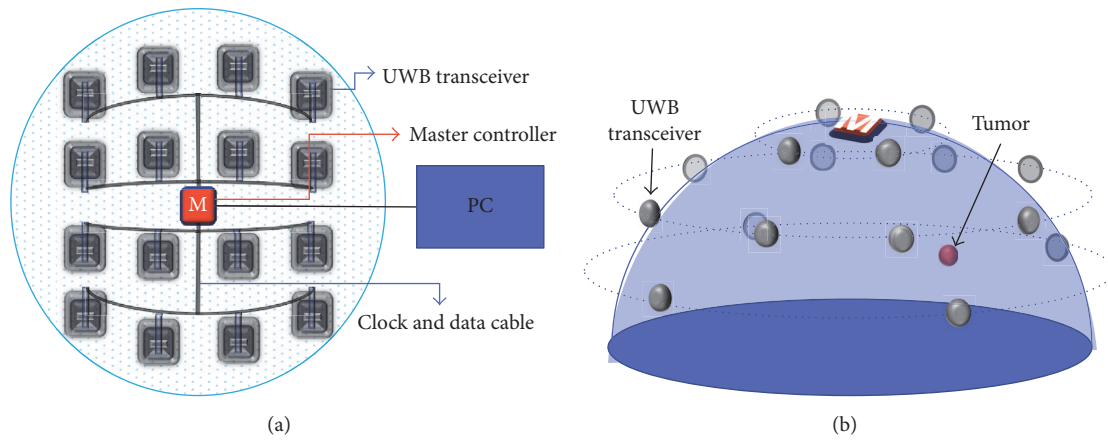 UWB transceiver
Master controller
M
PC
Clock and data cable
(a)
UWB
transceiver
M
Tumor
(b)